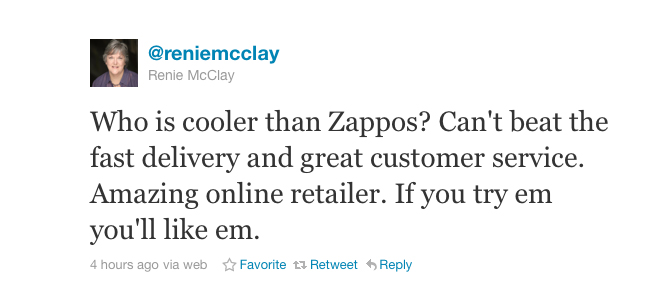 @reniemcclay
Renie McClay
Who is cooler than Zappos? Can't beat the
fast delivery and great customer service.
Amazing online retailer. If you try em
you'll like em.
4 hours ago via web Favorite Retweet Reply